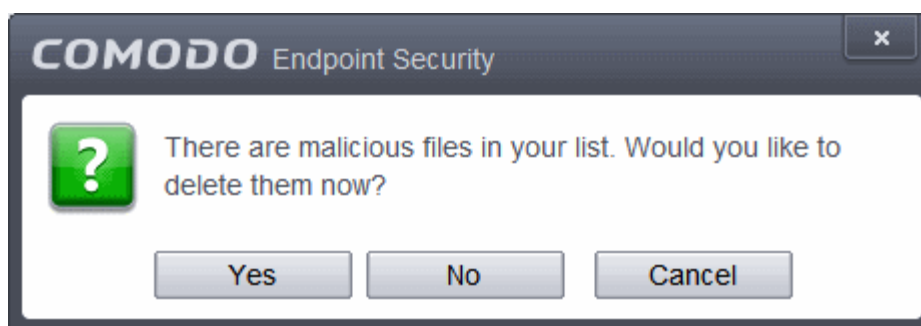 COMODO Endpoint Security
There are malicious files in your list. Would you like to
delete them now?
Yes No Cancel